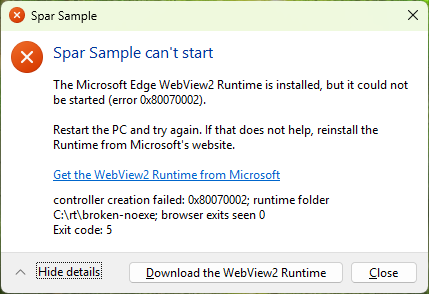 Spar Sample
Spar Sample can't start
The Microsoft Edge WebView2 Runtime is installed, but it could not
be started (error 0x80070002).
Restart the PC and try again. If that does not help, reinstall the
Runtime from Microsoft's website.
Get the WebView2 Runtime from Microsoft
controller creation failed: 0x80070002; runtime folder
C:\rt\broken-noexe; browser exits seen 0
Exit code: 5
Hide details
Download the WebView2 Runtime
Close